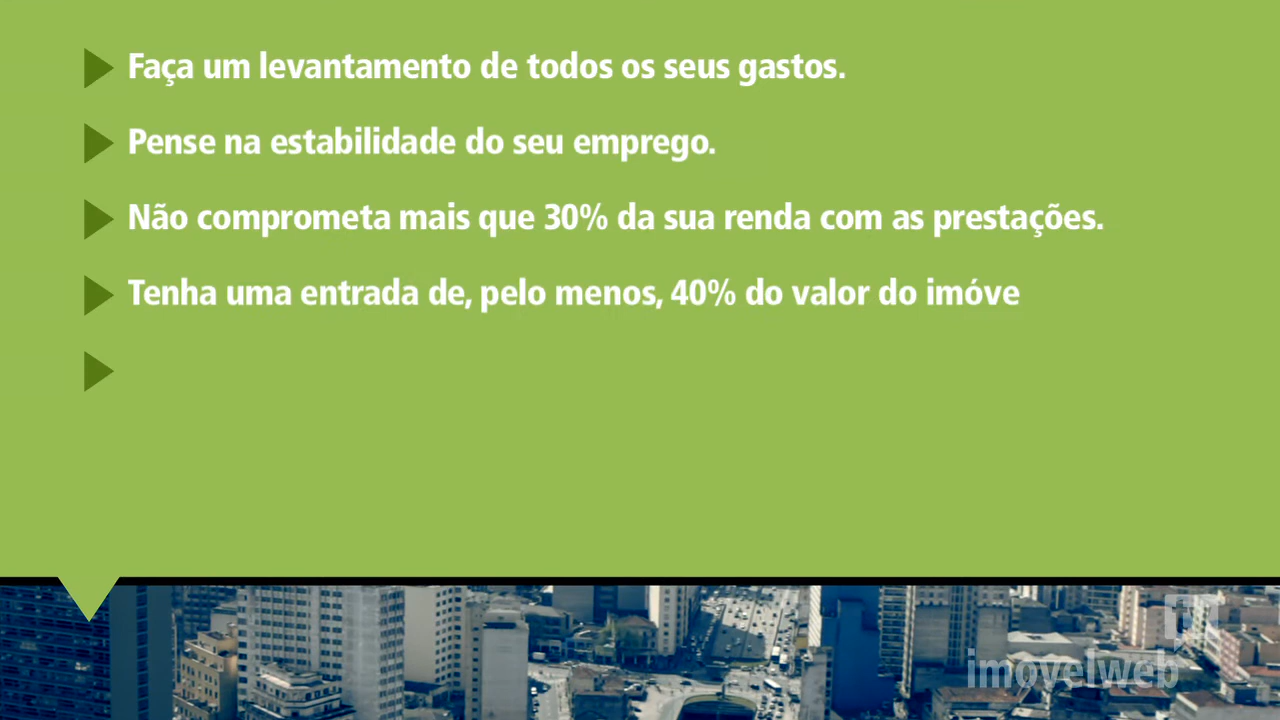 Faça um levantamento de todos os seus gastos.
Pense na estabilidade do seu emprego.
Não comprometa mais que 30% da sua renda com as prestações.
Tenha uma entrada de, pelo menos, 40% do valor do imóve
imovelweb